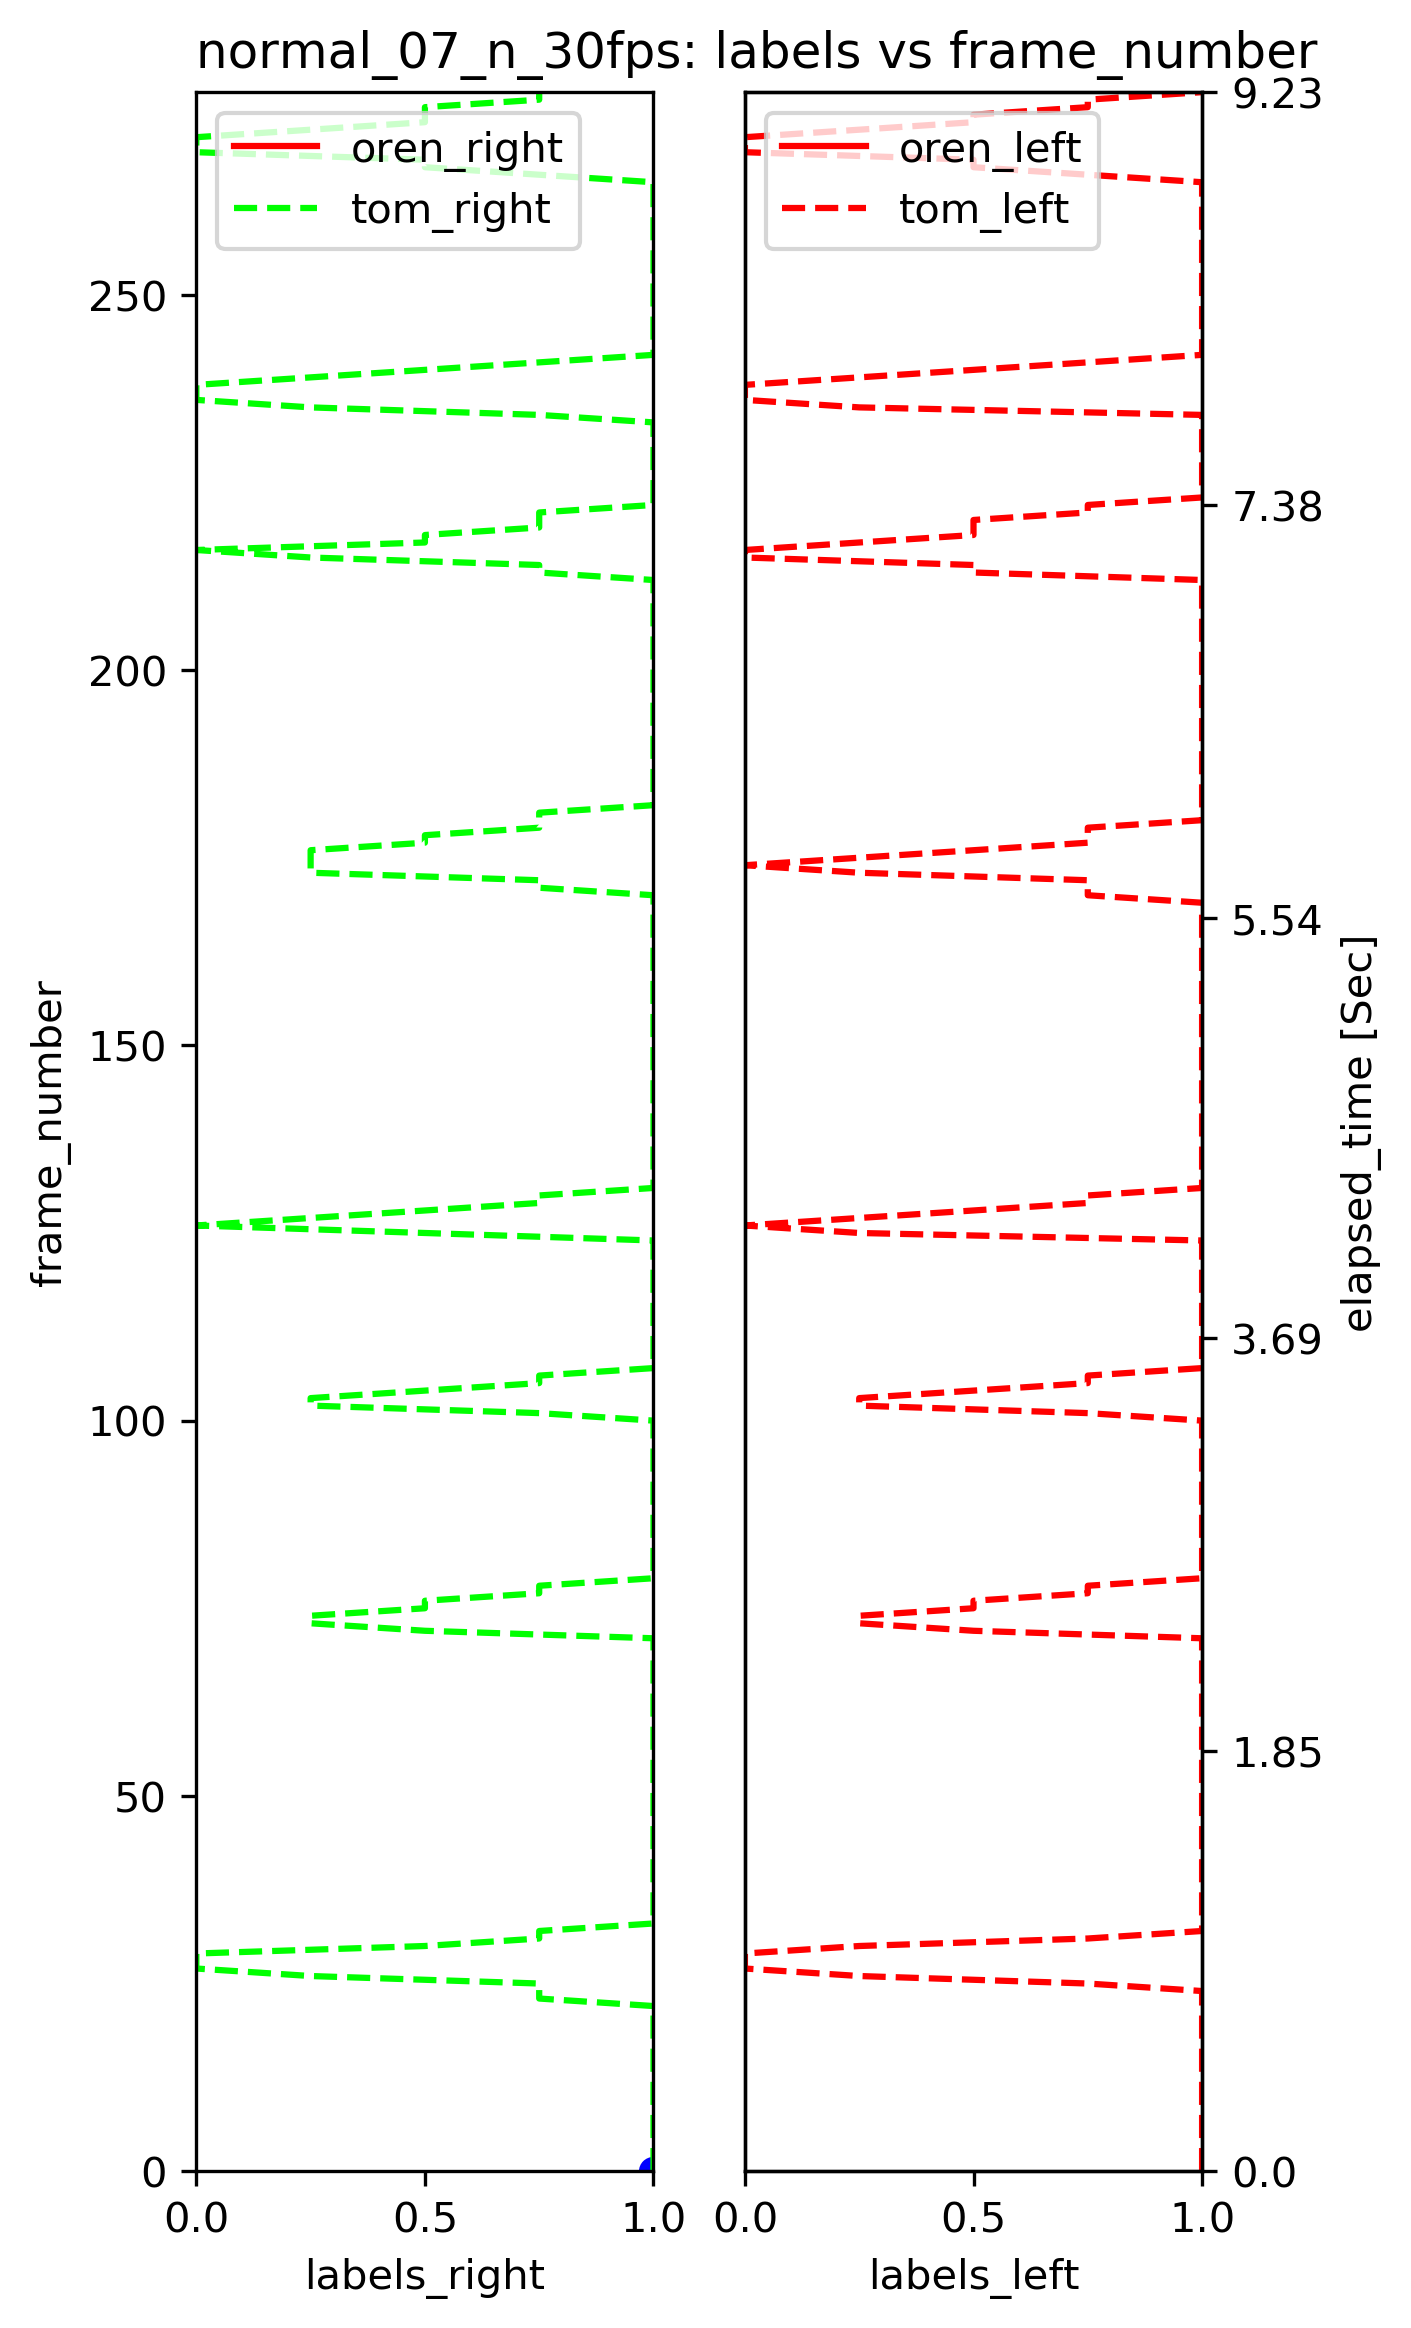 normal_07_n_30fps: labels vs frame_number
oren_right
tom_right
oren_left
tom_left
250
200
150
100
50
0
frame_number
9.23
7.38
5.54
3.69
1.85
0.0
elapsed_time [Sec]
0.0 0.5 1.0
0.0 0.5 1.0
labels_right
labels_left